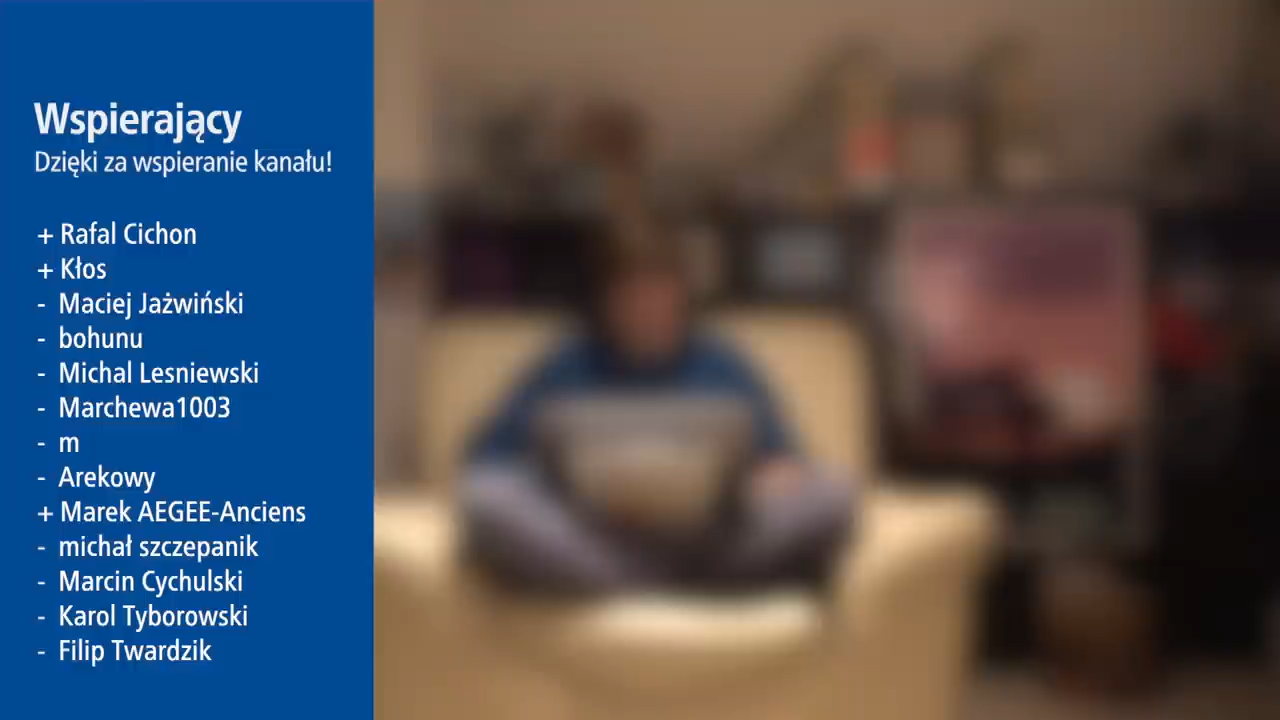 Wspierający
Dzięki za wspieranie kanału!
+ Rafal Cichon
+ Kłos
- Maciej Jażwiński
- bohunu
- Michal Lesniewski
- Marchewa1003
- m
- Arekowy
+ Marek AEGEE-Anciens
- michał szczepanik
- Marcin Cychulski
- Karol Tyborowski
- Filip Twardzik